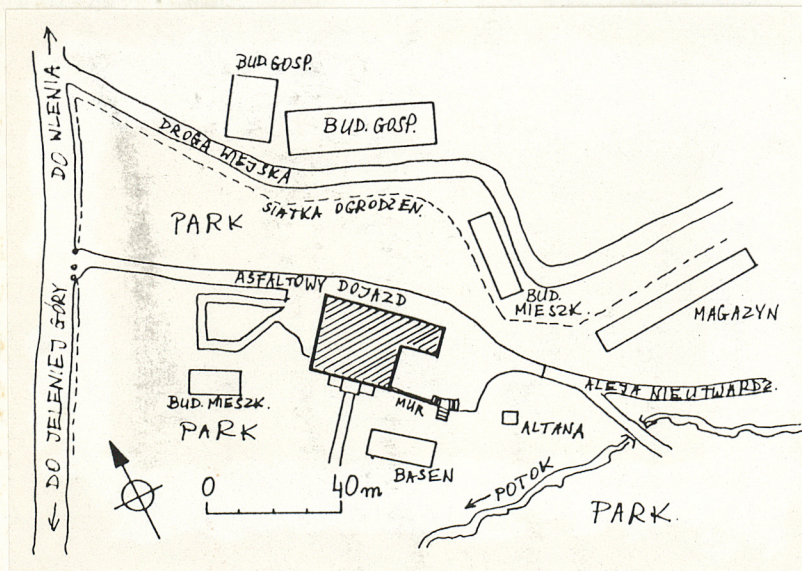 DO WLENIA
BUD. GOSP.
BUD. GOSP.
DROGA WIEJSKA
SIATKA OGRODZEN.
PARK
ASFALTOWY DOJAZD
BUD.
MIESZK.
MAGAZYN
DO JELENIEJ GÓRY
BUD. MIESZK.
PARK
MUR
ALEJA NIEUTWARDZ.
ALTANA
BASEN
POTOK
0 40m
PARK.